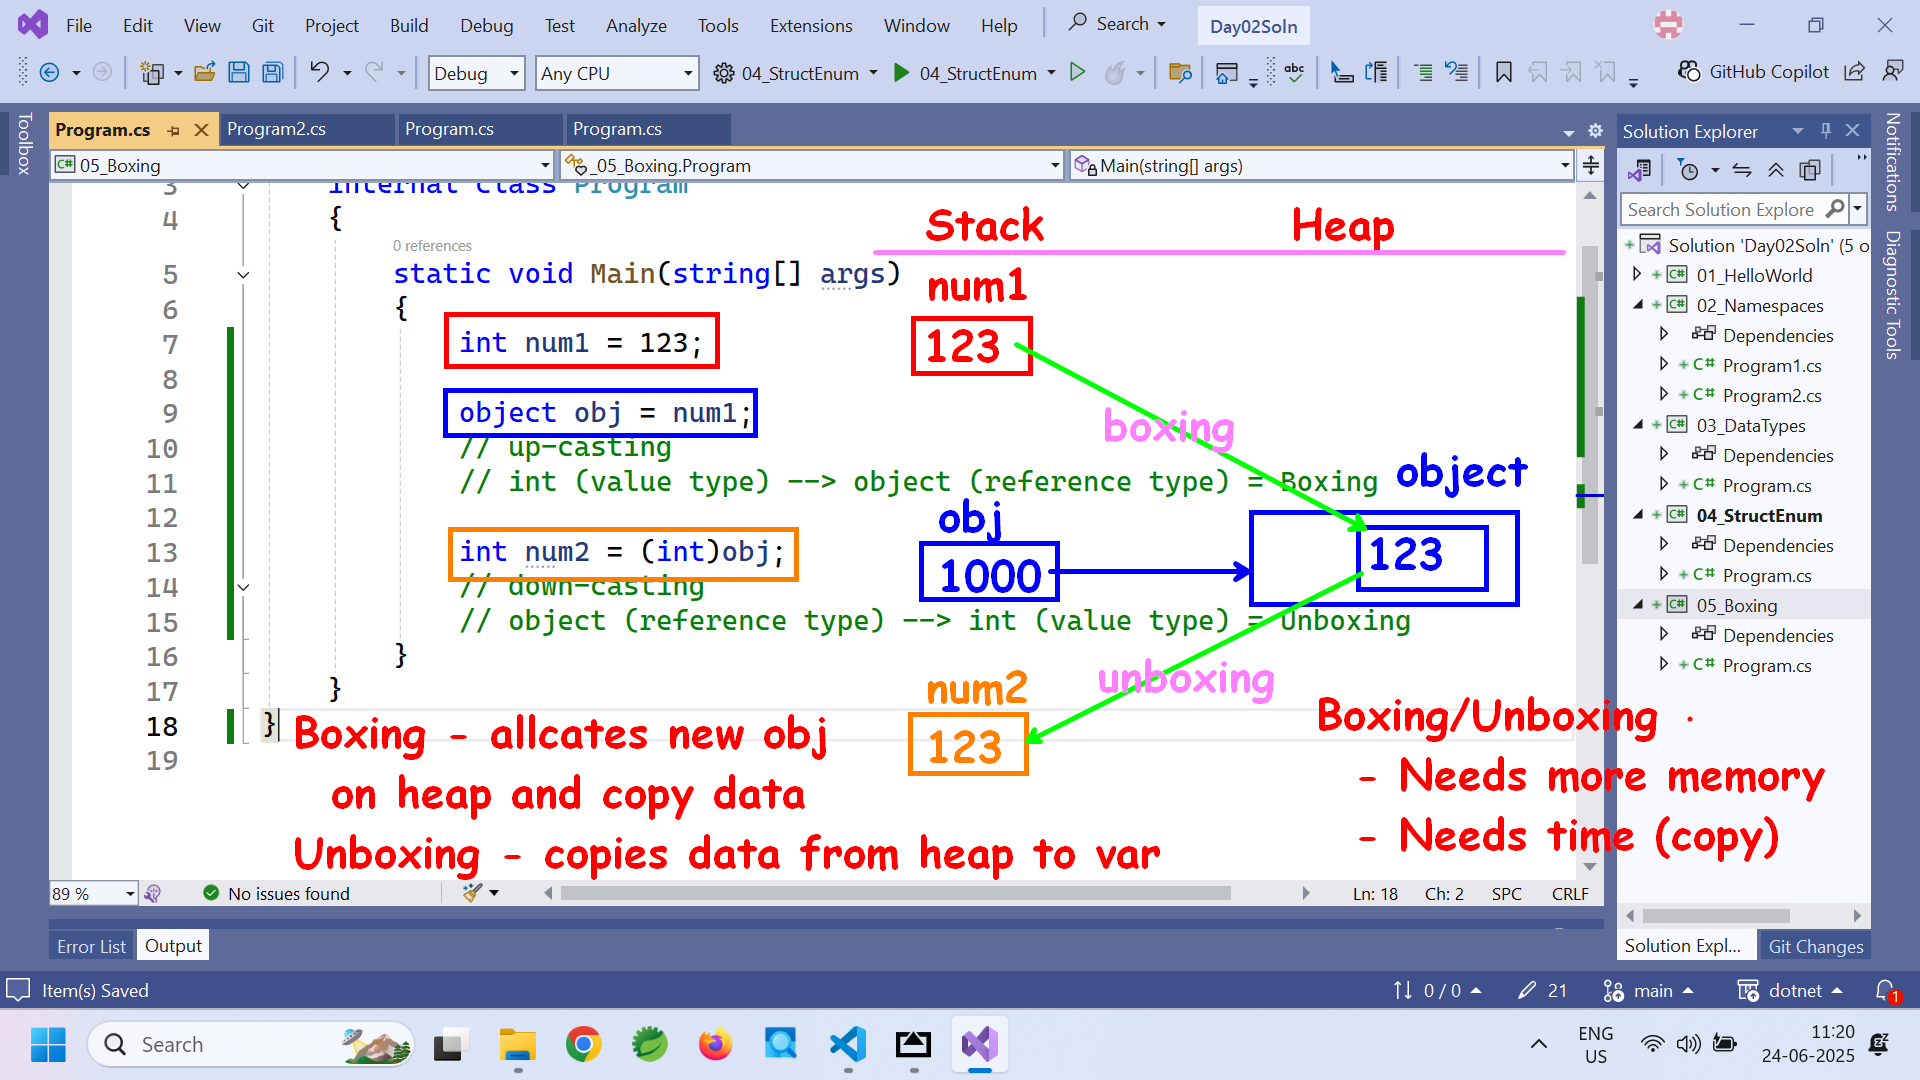 File Edit View Git Project Build Debug Test Analyze Tools Extensions Window Help Search Day02Soln
Debug Any CPU 04_StructEnum 04_StructEnum abc GitHub Copilot
Toolbox
Program.cs Program2.cs Program.cs Program.cs
05_Boxing _05_Boxing.Program Main(string[] args)
3 internal class Program
4 {
0 references
5 static void Main(string[] args)
6 {
7 int num1 = 123;
8
9 object obj = num1;
10 // up-casting
11 // int (value type) --> object (reference type) = Boxing
12
13 int num2 = (int)obj;
14 // down-casting
15 // object (reference type) --> int (value type) = Unboxing
16 }
17 }
18 }
19
Stack Heap
num1
123
boxing
object
obj
1000
123
unboxing
num2
123
Boxing - allcates new obj
on heap and copy data
Unboxing - copies data from heap to var
Boxing/Unboxing
- Needs more memory
- Needs time (copy)
Solution Explorer
Search Solution Explore
Solution 'Day02Soln' (5 o
C# 01_HelloWorld
C# 02_Namespaces
Dependencies
C# Program1.cs
C# Program2.cs
C# 03_DataTypes
Dependencies
C# Program.cs
C# 04_StructEnum
Dependencies
C# Program.cs
C# 05_Boxing
Dependencies
C# Program.cs
Notifications
Diagnostic Tools
89 % No issues found Ln: 18 Ch: 2 SPC CRLF
Error List Output
Solution Expl... Git Changes
Item(s) Saved 0 / 0 21 main dotnet 1
Search
ENG
US
11:20
24-06-2025